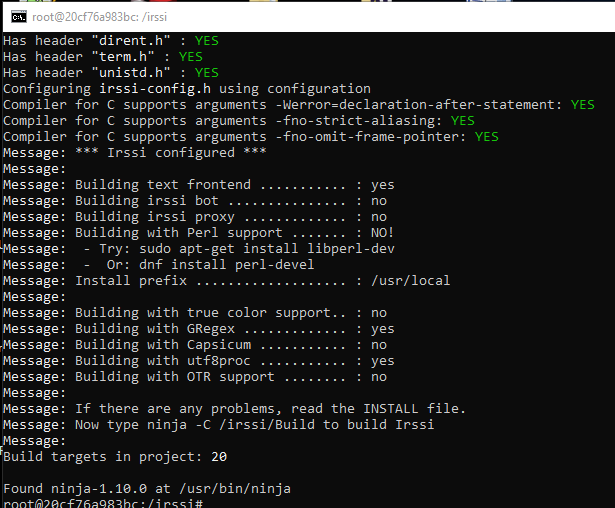 root@20cf76a983bc: /irssi
Has header "dirent.h" : YES
Has header "term.h" : YES
Has header "unistd.h" : YES
Configuring irssi-config.h using configuration
Compiler for C supports arguments -Werror=declaration-after-statement: YES
Compiler for C supports arguments -fno-strict-aliasing: YES
Compiler for C supports arguments -fno-omit-frame-pointer: YES
Message: *** Irssi configured ***
Message:
Message: Building text frontend ........... : yes
Message: Building irssi bot ............... : no
Message: Building irssi proxy ............. : no
Message: Building with Perl support ....... : NO!
Message:  - Try: sudo apt-get install libperl-dev
Message:  -  Or: dnf install perl-devel
Message: Install prefix ................... : /usr/local
Message:
Message: Building with true color support.. : no
Message: Building with GRegex ............. : yes
Message: Building with Capsicum ........... : no
Message: Building with utf8proc ........... : yes
Message: Building with OTR support ........ : no
Message:
Message: If there are any problems, read the INSTALL file.
Message: Now type ninja -C /irssi/Build to build Irssi
Message:
Build targets in project: 20
Found ninja-1.10.0 at /usr/bin/ninja
root@20cf76a983bc:/irssi#